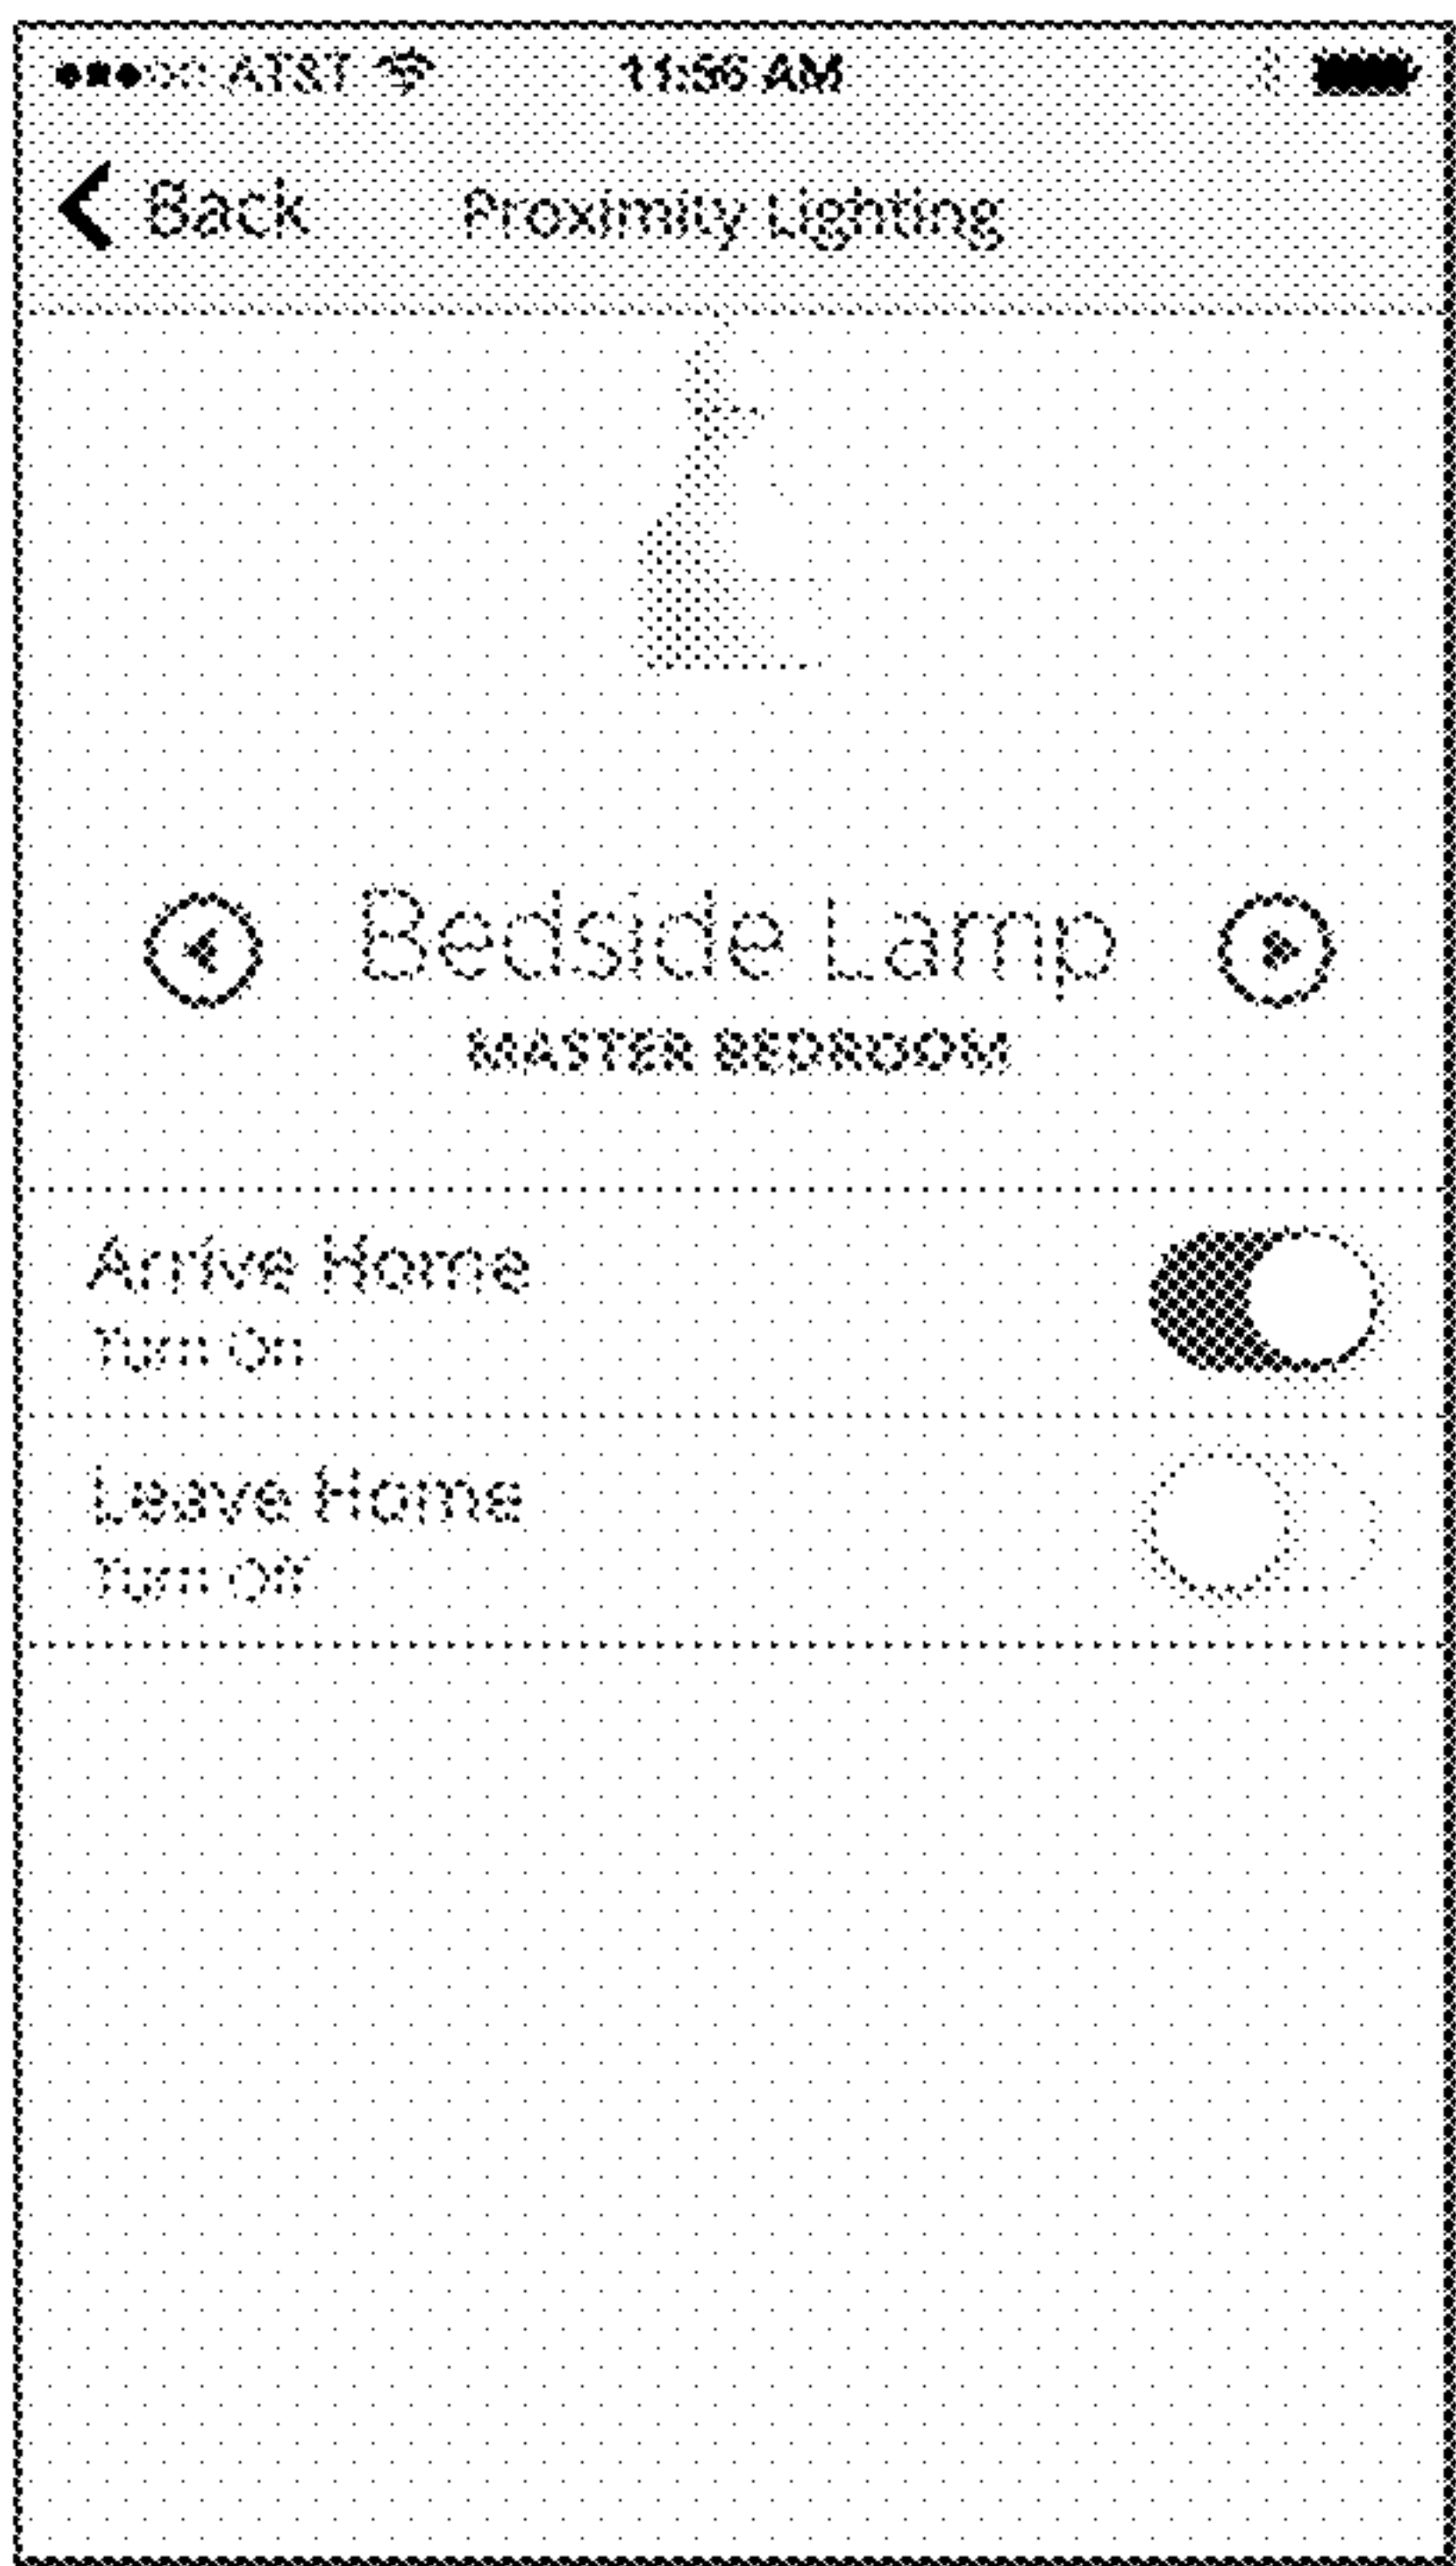 AT&T 11:56 AM
Back Proximity Lighting
Bedside Lamp
MASTER BEDROOM
Arrive Home
Turn On
Leave Home
Turn Off